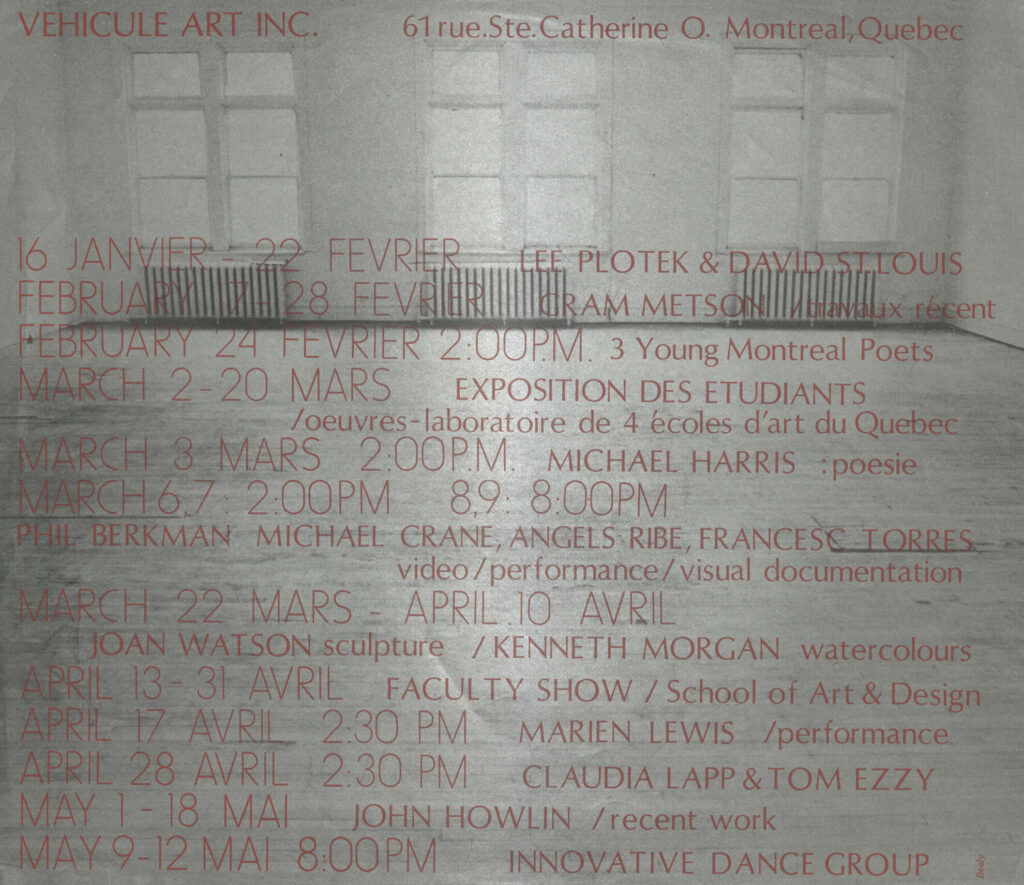 VEHICULE ART INC. 61 rue.Ste.Catherine O. Montreal, Quebec
16 JANVIER - 22 FEVRIER LEE PLOTEK & DAVID ST.LOUIS
FEBRUARY 17-28 FEVRIER CRAM METSON /travaux récent
FEBRUARY 24 FEVRIER 2:00P.M. 3 Young Montreal Poets
MARCH 2-20 MARS EXPOSITION DES ETUDIANTS
/oeuvres-laboratoire de 4 écoles d'art du Quebec
MARCH 3 MARS 2:00P.M. MICHAEL HARRIS :poesie
MARCH 6,7: 2:00PM 8,9: 8:00PM
PHIL BERKMAN MICHAEL CRANE, ANGELS RIBE, FRANCESC TORRES
video/performance/visual documentation
MARCH 22 MARS - APRIL 10 AVRIL
JOAN WATSON sculpture /KENNETH MORGAN watercolours
APRIL 13-31 AVRIL FACULTY SHOW / School of Art & Design
APRIL 17 AVRIL 2:30 PM MARIEN LEWIS /performance
APRIL 28 AVRIL 2:30 PM CLAUDIA LAPP & TOM EZZY
MAY 1-18 MAI JOHN HOWLIN /recent work
MAY 9-12 MAI 8:00PM INNOVATIVE DANCE GROUP